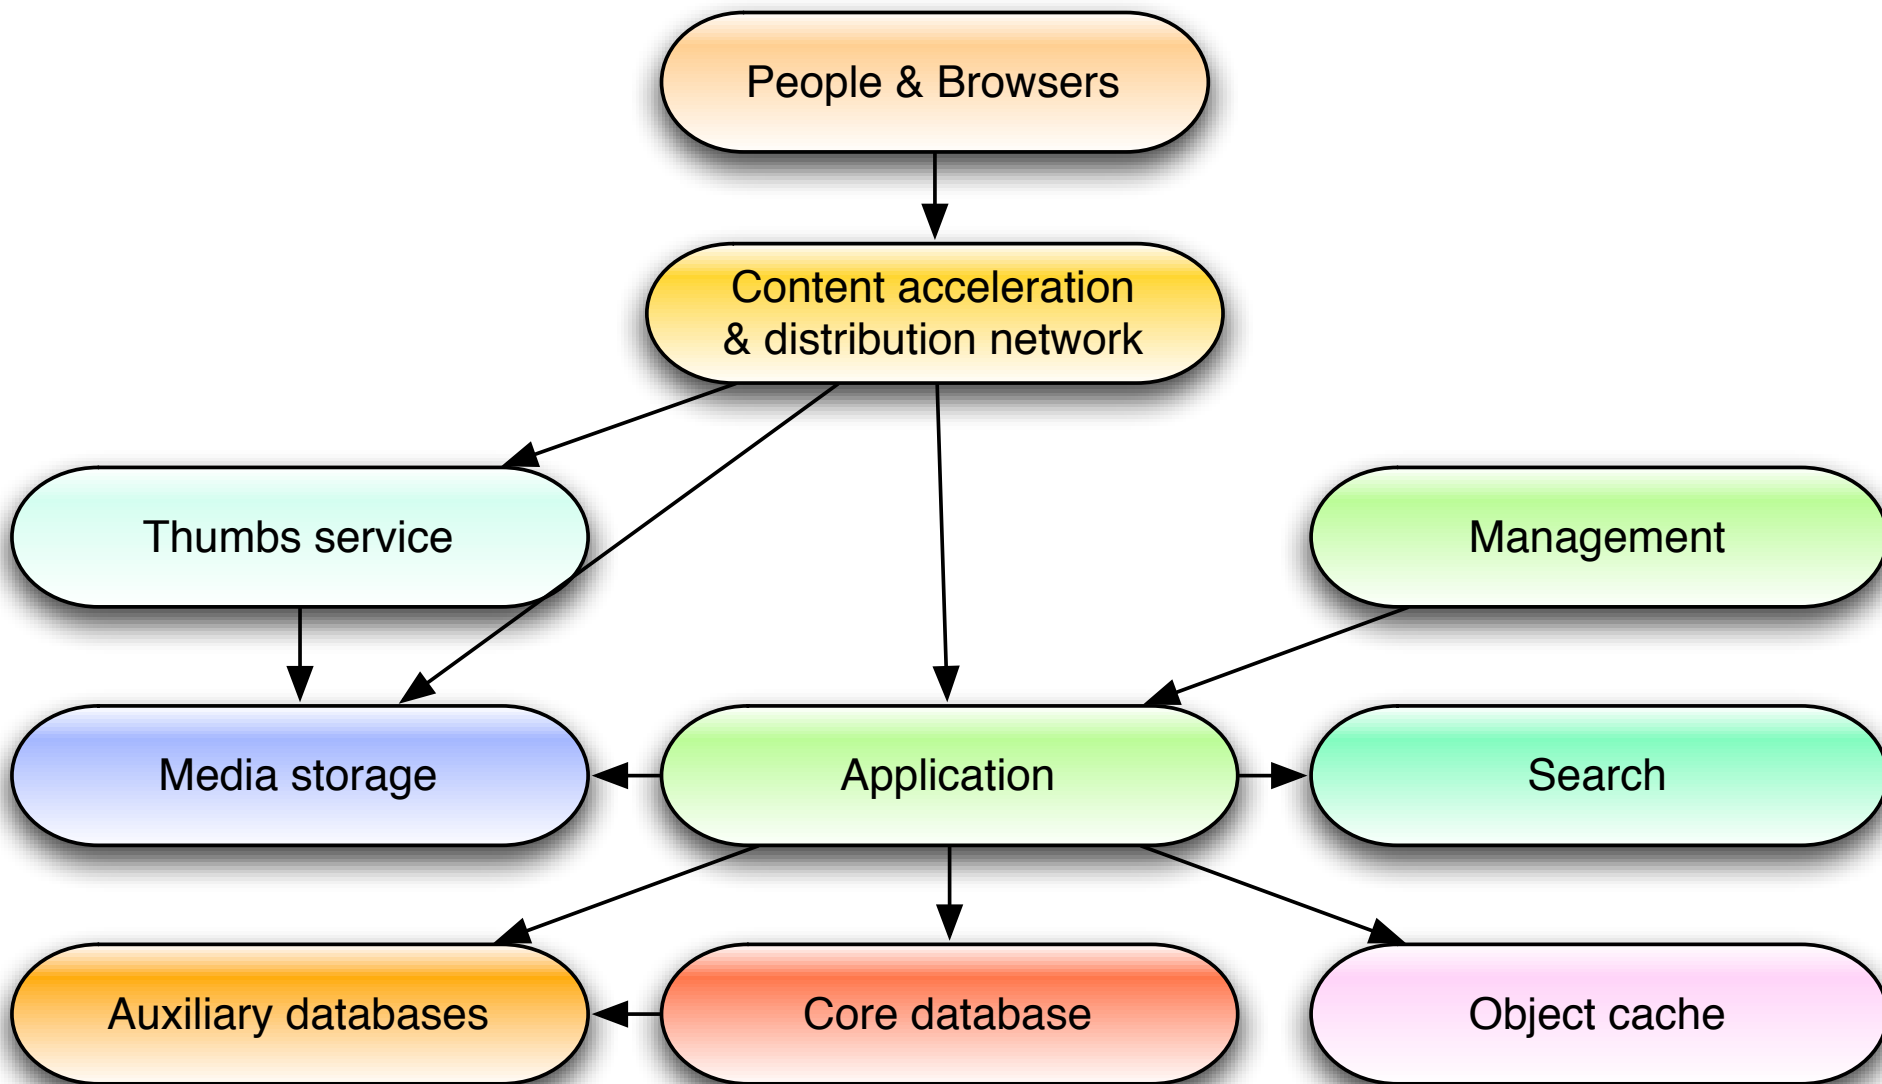 People & Browsers
Content acceleration
& distribution network
Thumbs service
Management
Media storage
Application
Search
Auxiliary databases
Core database
Object cache